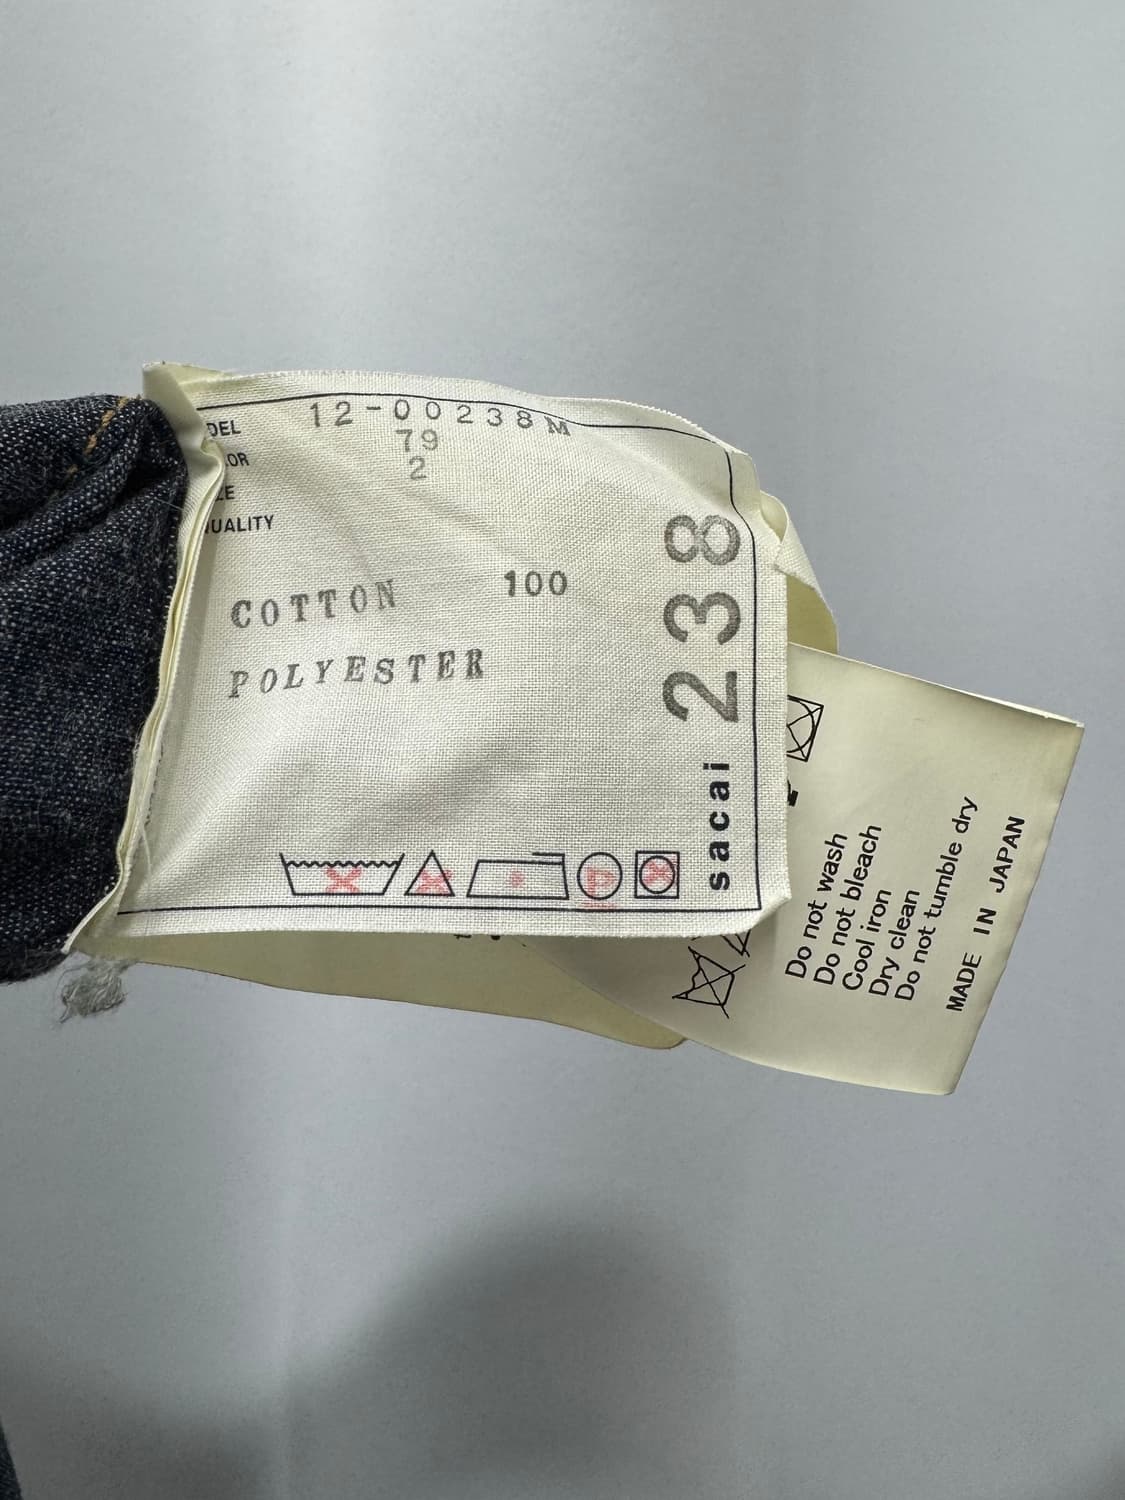 DEL 12-00238M
OR 79
ZE 2
UALITY
COTTON 100
POLYESTER
sacai 238
Do not wash
Do not bleach
Cool iron
Dry clean
Do not tumble dry
MADE IN JAPAN